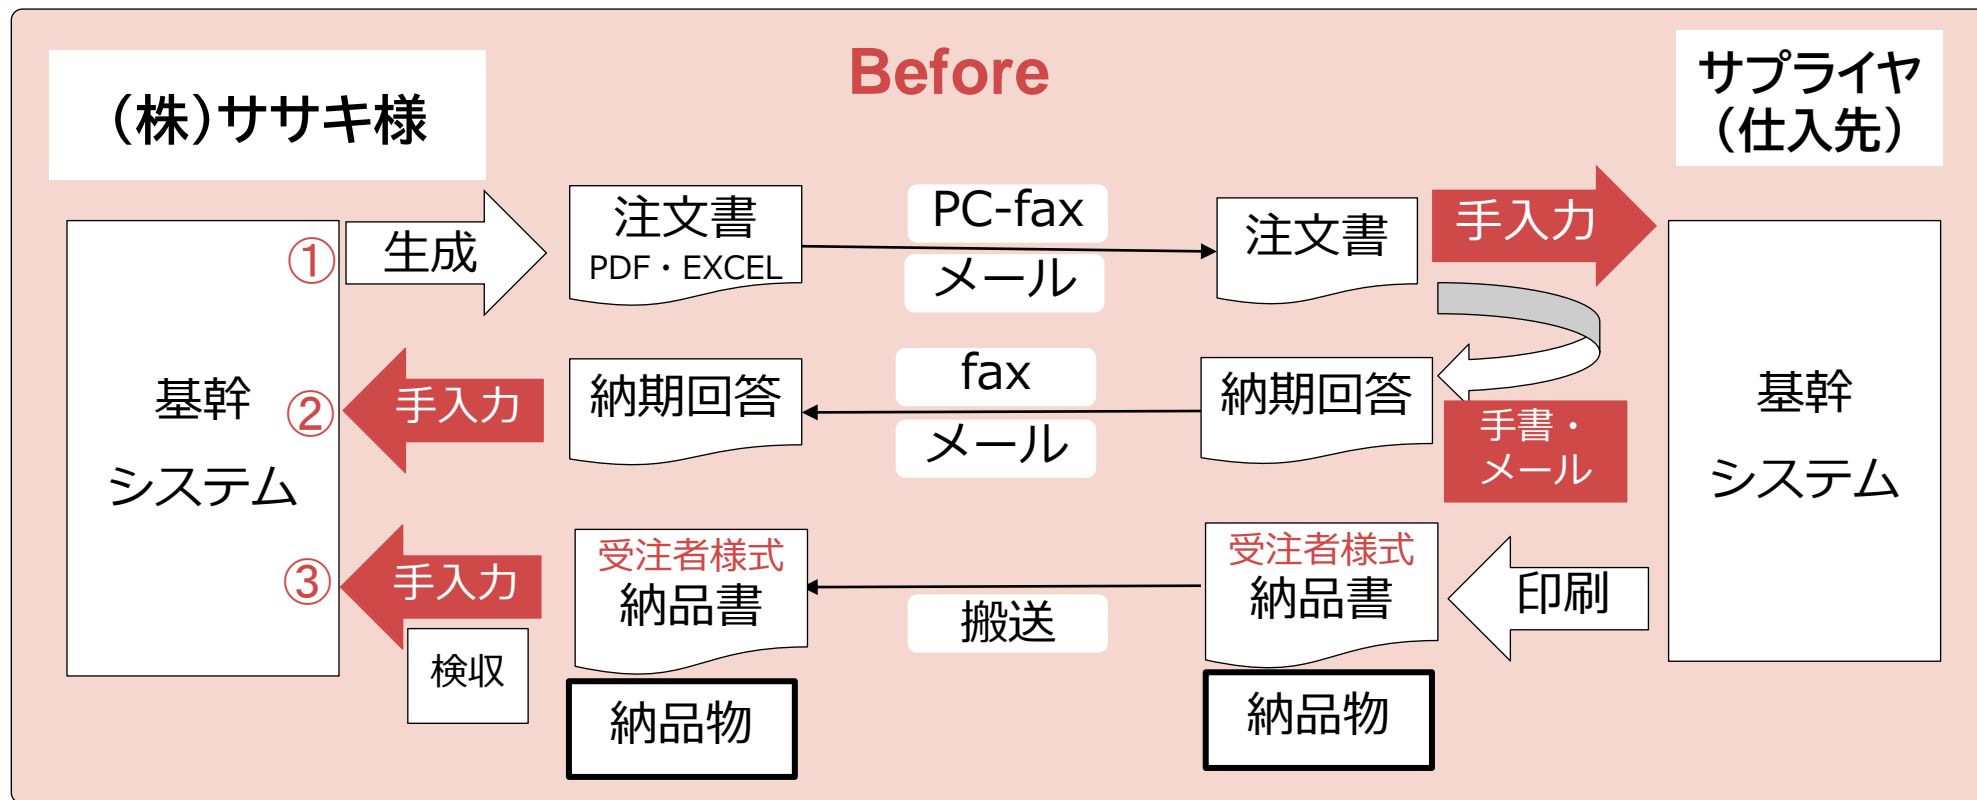 Before
（株）ササキ様
サプライヤ
（仕入先）
①
生成
注文書
PDF・EXCEL
PC-fax
メール
注文書
手入力
基幹
システム
②
手入力
納期回答
fax
メール
納期回答
手書・
メール
基幹
システム
③
手入力
検収
受注者様式
納品書
納品物
搬送
受注者様式
納品書
納品物
印刷